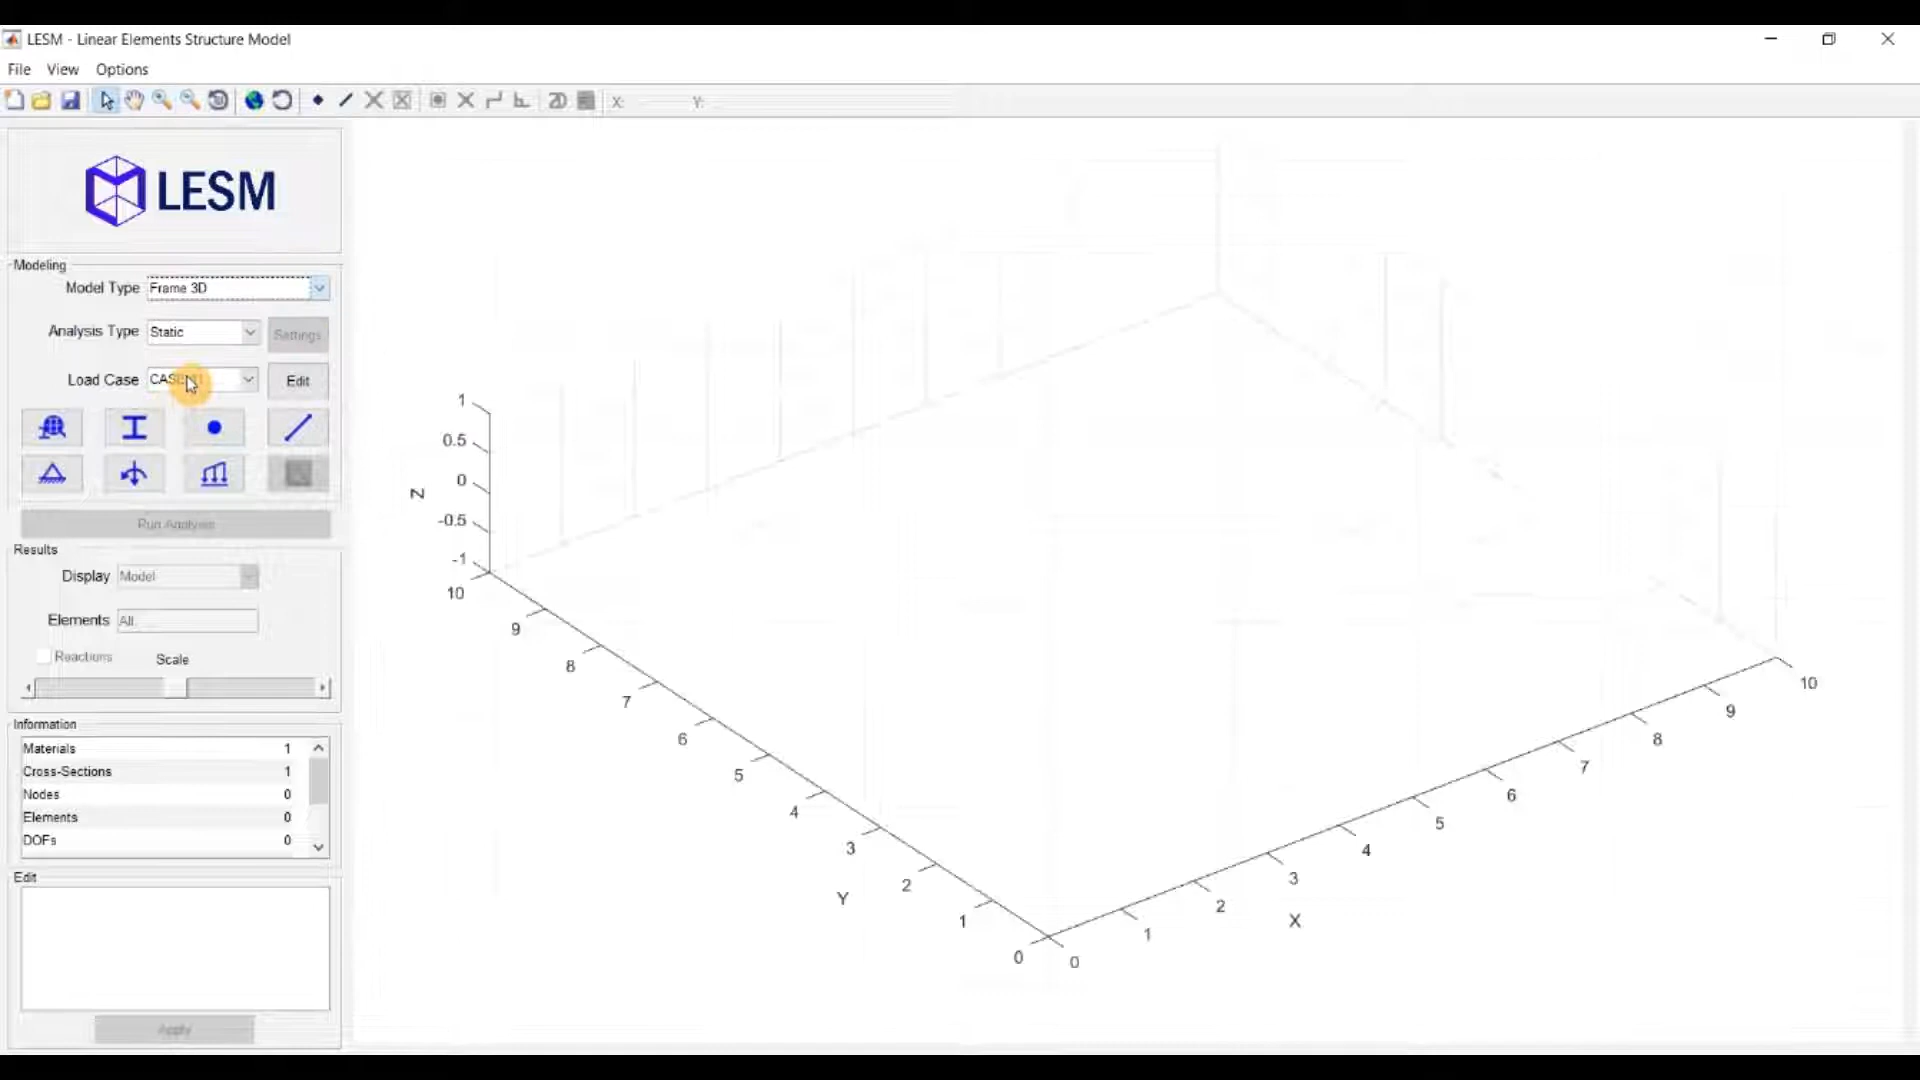 LESM - Linear Elements Structure Model
File View Options
2D X: Y:
LESM
Modeling
Model Type Frame 3D
Analysis Type Static Settings
Load Case Edit
Run Analysis
Results
Display Model
Elements All
Reactions Scale
Information
Materials 1
Cross-Sections 1
Nodes 0
Elements 0
DOFs 0
Edit
Apply
1
0.5
0
-0.5
-1
Z
10
9
8
7
6
5
4
3
2
1
0
Y
0
1
2
3
4
5
6
7
8
9
10
X